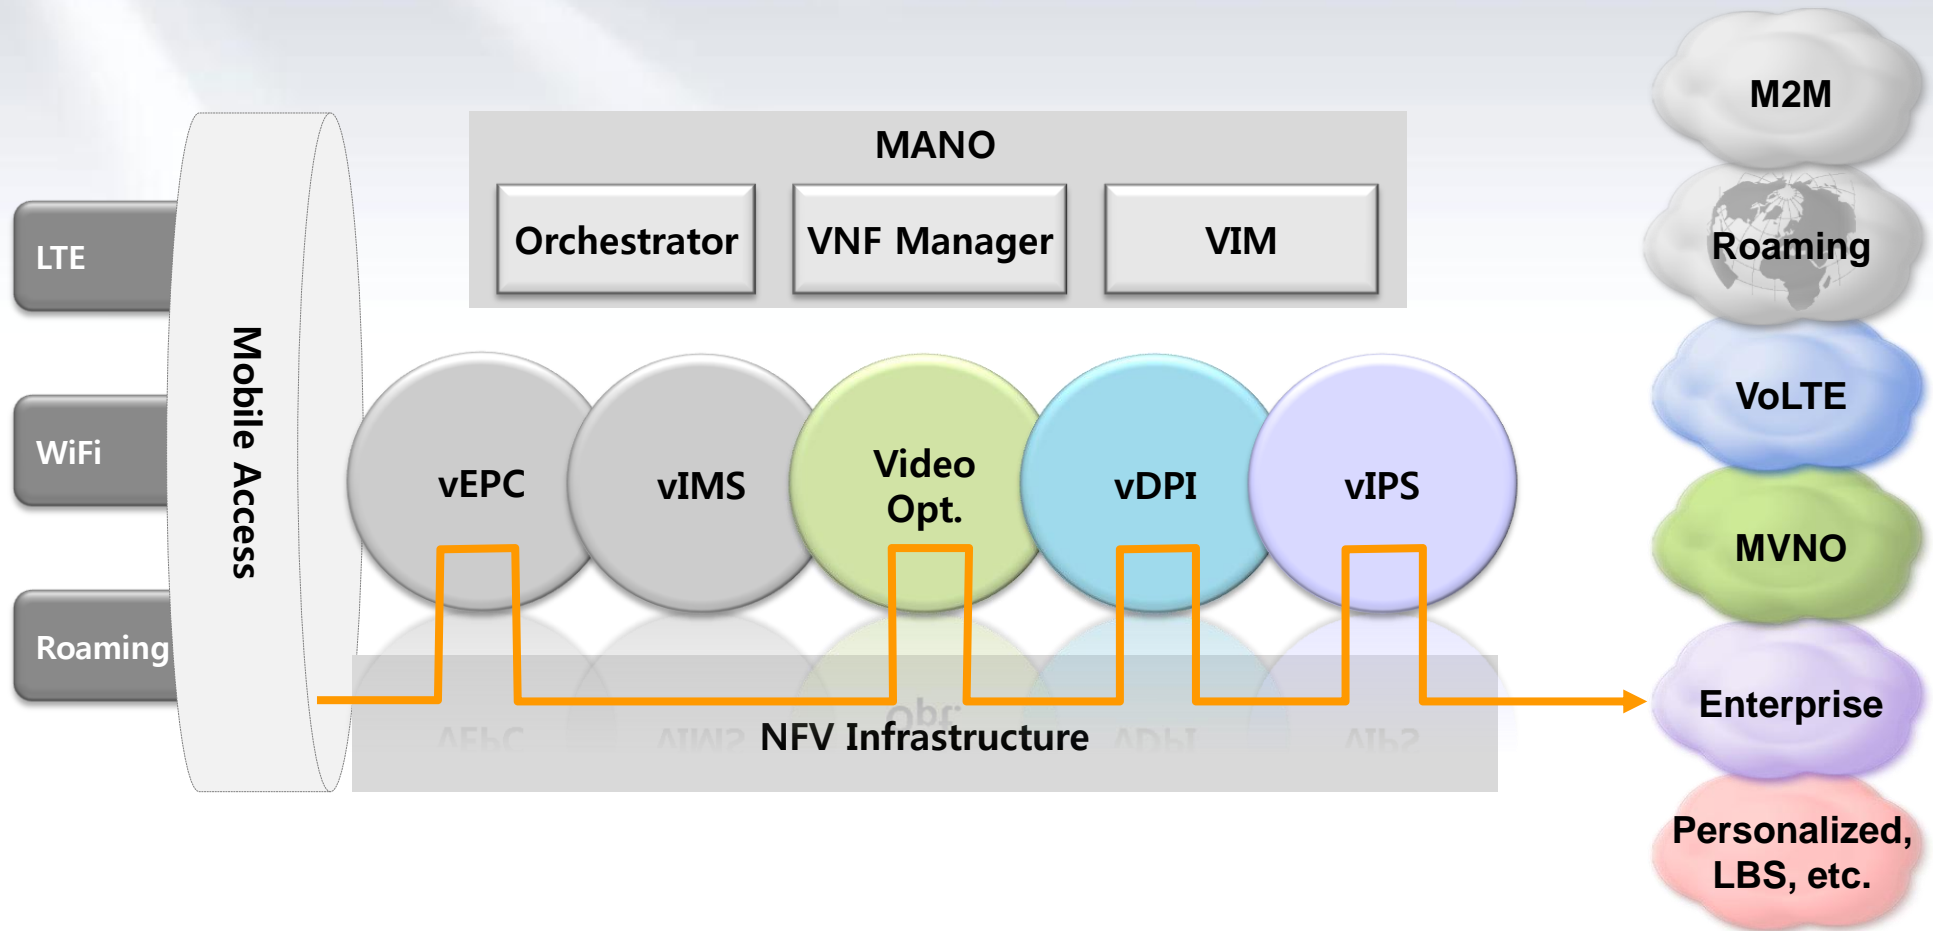 M2M
MANO
Orchestrator
VNF Manager
VIM
LTE
Roaming
Mobile Access
VoLTE
WiFi
vEPC
vIMS
Video
Opt.
vDPI
vIPS
MVNO
Roaming
Enterprise
NFV Infrastructure
Personalized,
LBS, etc.